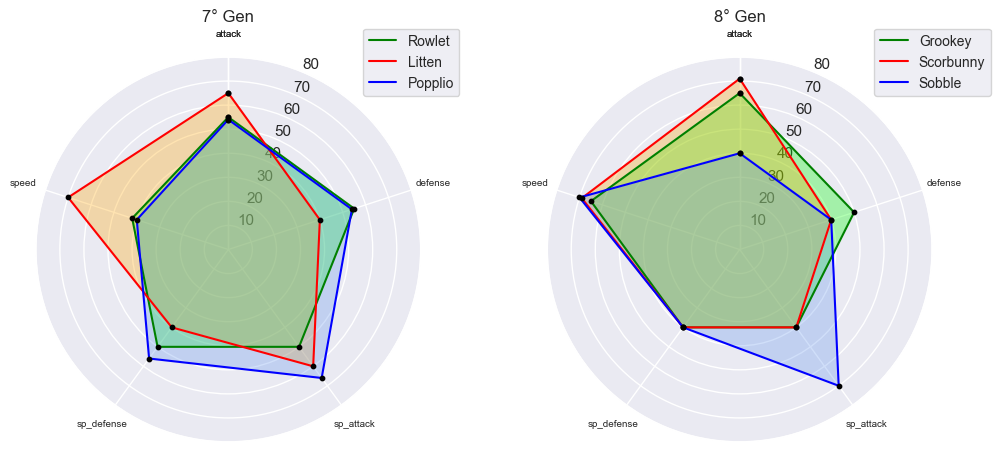 7° Gen
attack
Rowlet
Litten
Popplio
80
70
60
50
40
30
20
10
speed
defense
sp_defense
sp_attack
8° Gen
attack
Grookey
Scorbunny
Sobble
80
70
60
50
40
30
20
10
speed
defense
sp_defense
sp_attack